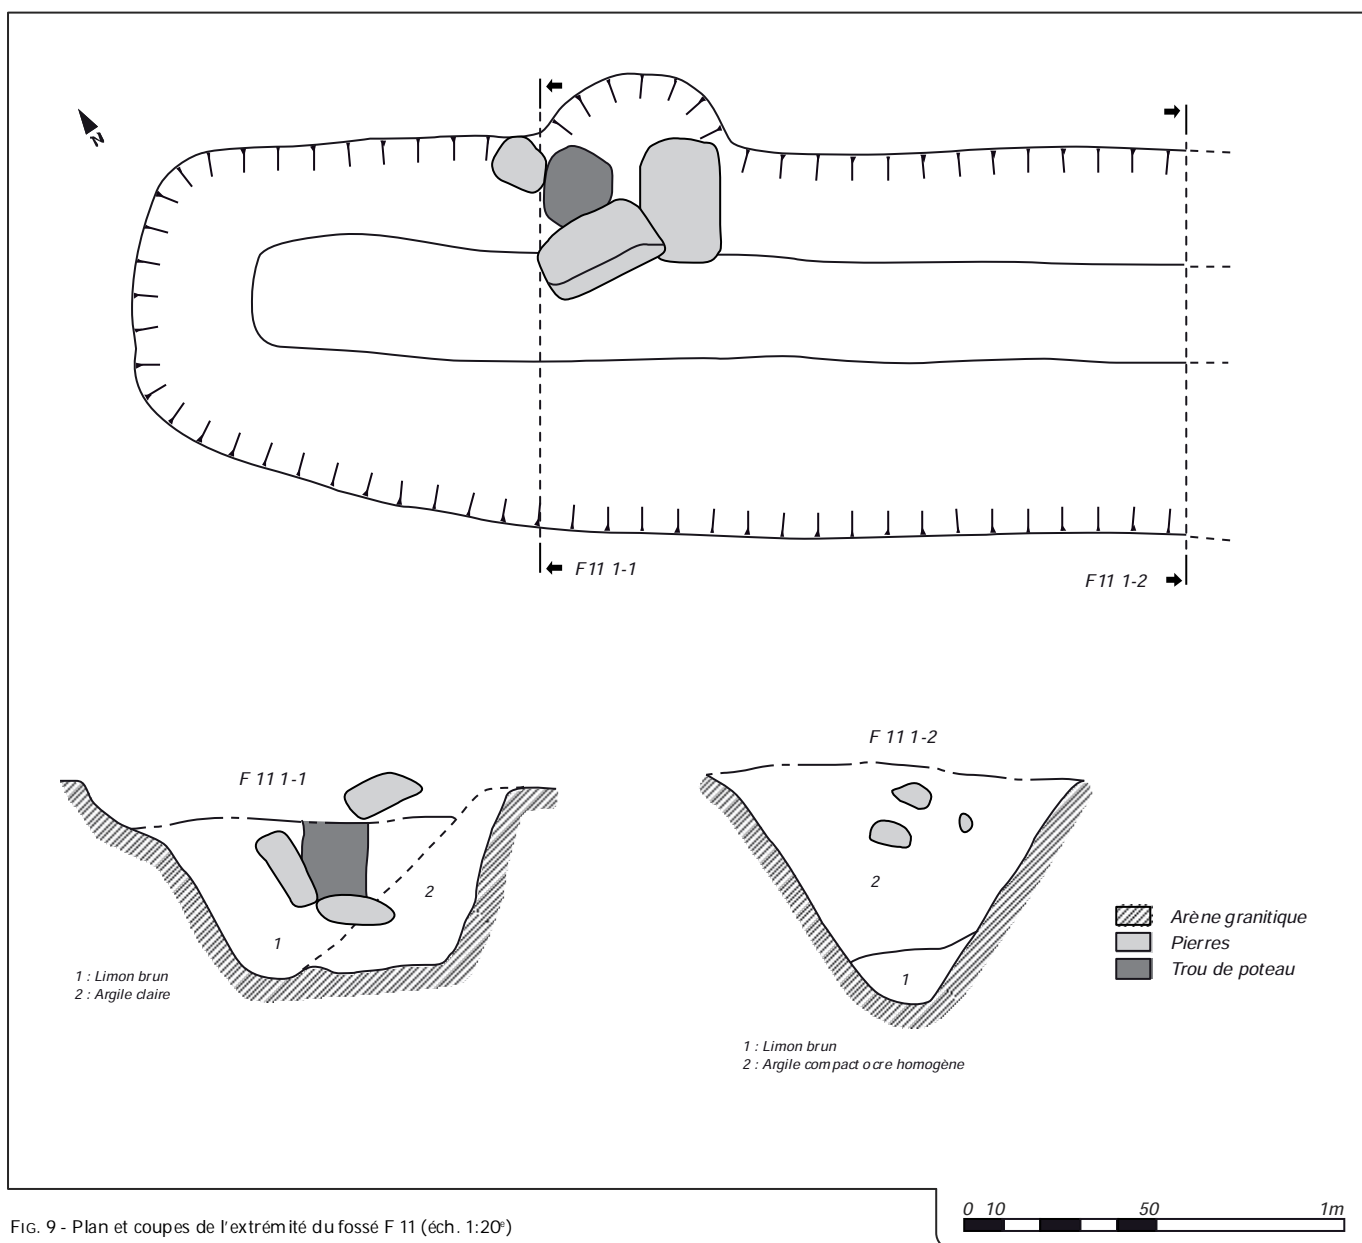 N
F11 1-1
F11 1-2
F 11 1-1
2
1
1 : Limon brun
2 : Argile claire
F 11 1-2
2
1
1 : Limon brun
2 : Argile compact ocre homogène
Arène granitique
Pierres
Trou de poteau
FIG. 9 - Plan et coupes de l'extrémité du fossé F 11 (éch. 1:20e)
0 10 50 1m